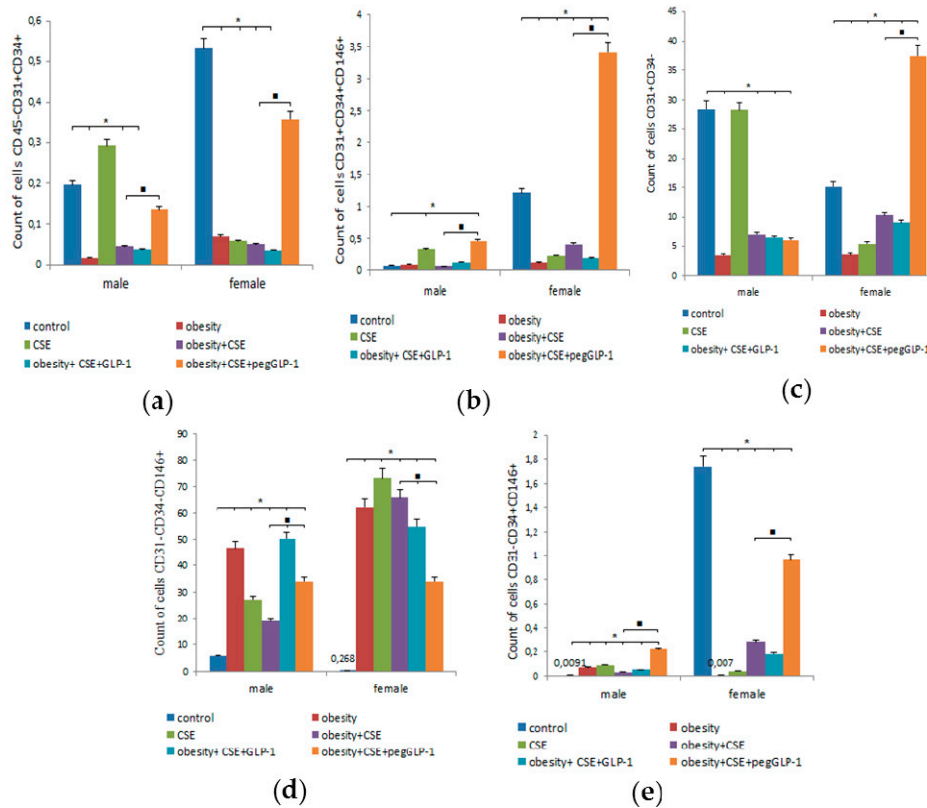 Count of cells CD45-CD31+CD34+
0,6
0,5
0,4
0,3
0,2
0,1
0
*
■
*
■
male
female
control
obesity
CSE
obesity+CSE
obesity+ CSE+GLP-1
obesity+CSE+pegGLP-1
(a)
Count of cells CD31+CD34+CD146+
4
3,5
3
2,5
2
1,5
1
0,5
0
*
■
*
■
male
female
control
obesity
CSE
obesity+CSE
obesity+ CSE+GLP-1
obesity+CSE+pegGLP-1
(b)
Count of cells CD31+CD34-
45
40
35
30
25
20
15
10
5
0
*
*
■
male
female
control
obesity
CSE
obesity+CSE
obesity+ CSE+GLP-1
obesity+CSE+pegGLP-1
(c)
Count of cells CD31-CD34-CD146+
90
80
70
60
50
40
30
20
10
0
*
■
0,268
*
■
male
female
control
obesity
CSE
obesity+CSE
obesity+ CSE+GLP-1
obesity+CSE+pegGLP-1
(d)
Count of cells CD31-CD34+CD146+
2
1,8
1,6
1,4
1,2
1
0,8
0,6
0,4
0,2
0
0,0091
*
■
0,007
*
■
male
female
control
obesity
CSE
obesity+CSE
obesity+ CSE+GLP-1
obesity+CSE+pegGLP-1
(e)